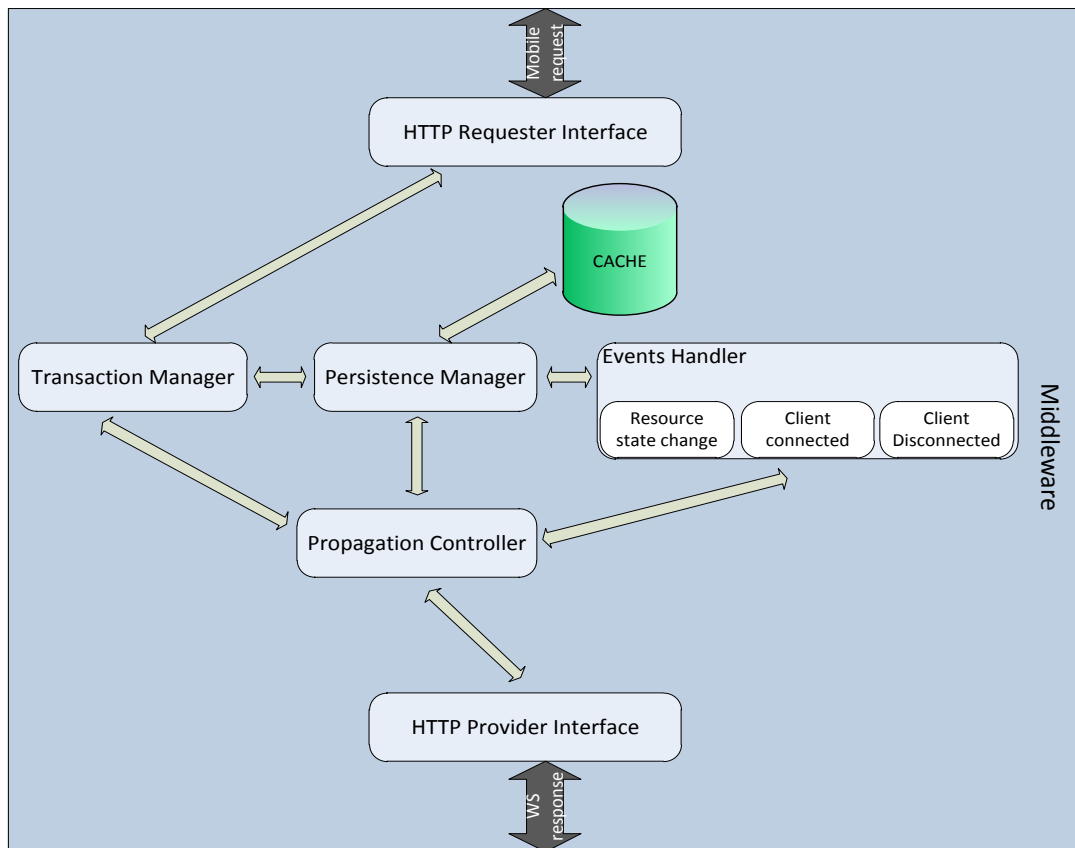 Mobile
request
HTTP Requester Interface
CACHE
Transaction Manager
Persistence Manager
Events Handler
Resource
state change
Client
connected
Client
Disconnected
Middleware
Propagation Controller
HTTP Provider Interface
WS
response